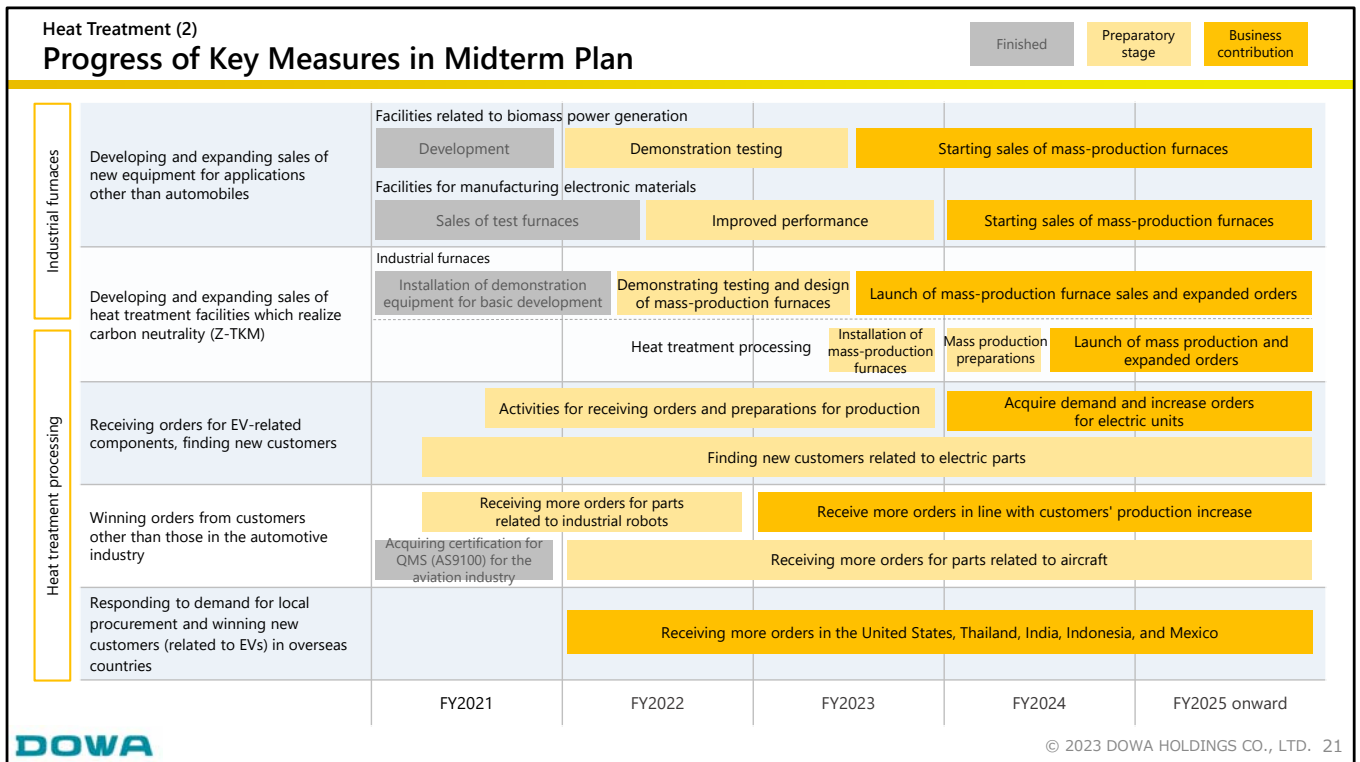 Heat Treatment (2)
Progress of Key Measures in Midterm Plan
Finished
Preparatory
stage
Business
contribution
Industrial furnaces
Developing and expanding sales of
new equipment for applications
other than automobiles
Facilities related to biomass power generation
Development
Demonstration testing
Starting sales of mass-production furnaces
Facilities for manufacturing electronic materials
Sales of test furnaces
Improved performance
Starting sales of mass-production furnaces
Developing and expanding sales of
heat treatment facilities which realize
carbon neutrality (Z-TKM)
Industrial furnaces
Installation of demonstration
equipment for basic development
Demonstrating testing and design
of mass-production furnaces
Launch of mass-production furnace sales and expanded orders
Heat treatment processing
Installation of
mass-production
furnaces
Mass production
preparations
Launch of mass production and
expanded orders
Heat treatment processing
Receiving orders for EV-related
components, finding new customers
Activities for receiving orders and preparations for production
Acquire demand and increase orders
for electric units
Finding new customers related to electric parts
Winning orders from customers
other than those in the automotive
industry
Receiving more orders for parts
related to industrial robots
Receive more orders in line with customers' production increase
Acquiring certification for
QMS (AS9100) for the
aviation industry
Receiving more orders for parts related to aircraft
Responding to demand for local
procurement and winning new
customers (related to EVs) in overseas
countries
Receiving more orders in the United States, Thailand, India, Indonesia, and Mexico
FY2021
FY2022
FY2023
FY2024
FY2025 onward
DOWA
© 2023 DOWA HOLDINGS CO., LTD. 21